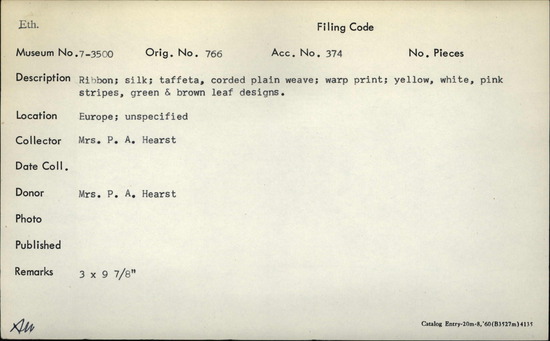 Eth. Filing Code
Museum No. 7-3500 Orig. No. 766 Acc. No. 374 No. Pieces
Description Ribbon; silk; taffeta, corded plain weave; warp print; yellow, white, pink
stripes, green & brown leaf designs.
Location Europe; unspecified
Collector Mrs. P. A. Hearst
Date Coll.
Donor Mrs. P. A. Hearst
Photo
Published
Remarks 3 x 9 7/8"
Catalog Entry-20m-8,'60(B3527m)4135